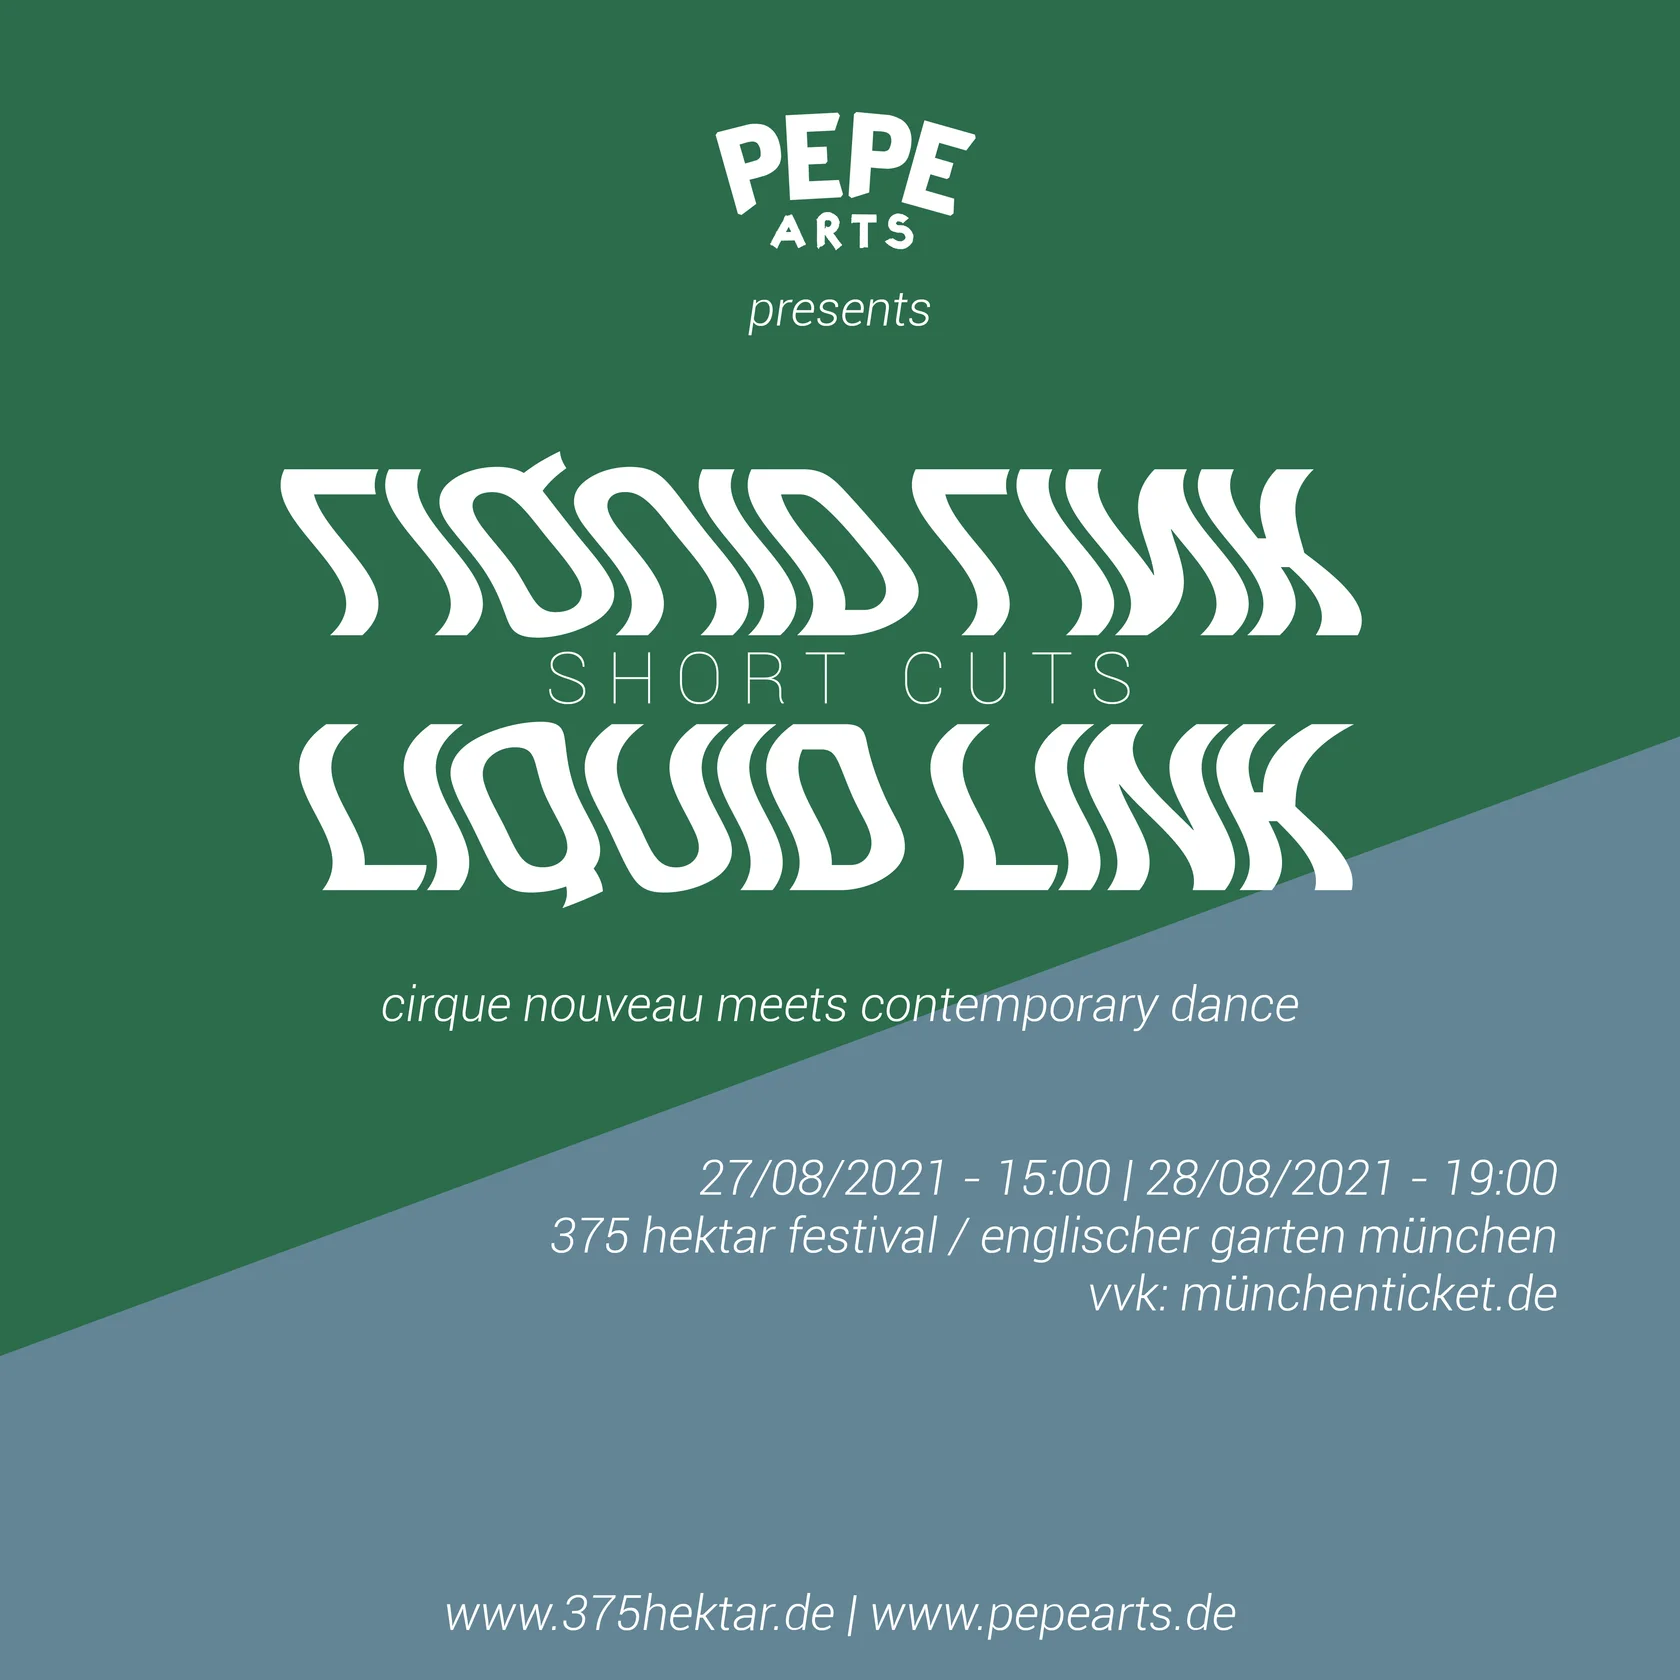 PEPE
ARTS
presents
LIQUID LINK
SHORT CUTS
LIQUID LINK
cirque nouveau meets contemporary dance
27/08/2021 - 15:00 | 28/08/2021 - 19:00
375 hektar festival / englischer garten münchen
vvk: münchenticket.de
www.375hektar.de | www.pepearts.de